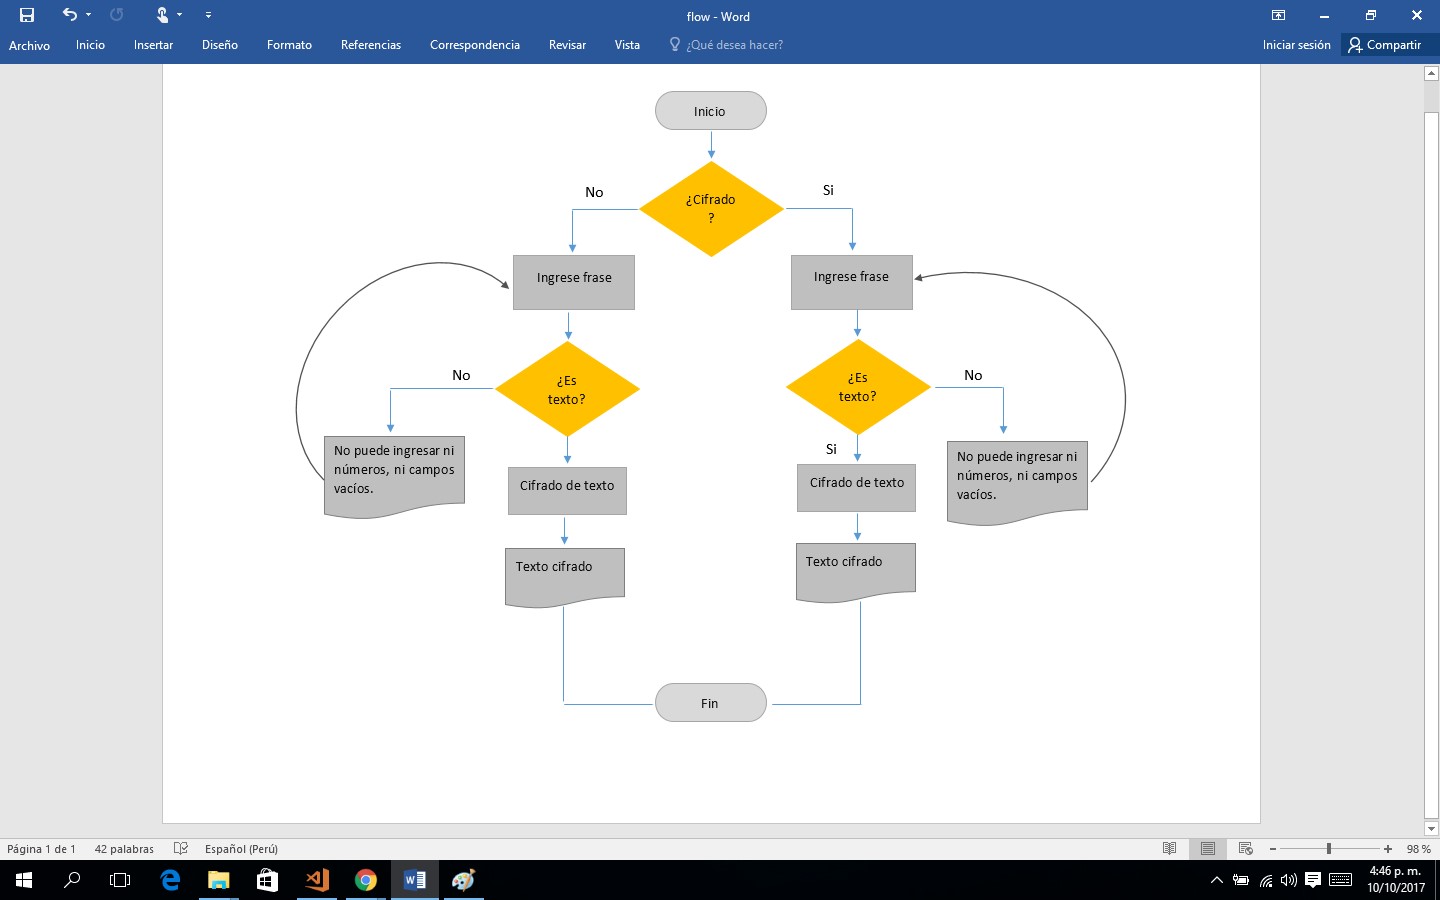 flow - Word
Archivo Inicio Insertar Diseño Formato Referencias Correspondencia Revisar Vista ¿Qué desea hacer? Iniciar sesión Compartir
Inicio
¿Cifrado
?
No
Si
Ingrese frase
Ingrese frase
¿Es
texto?
No
¿Es
texto?
No
Si
No puede ingresar ni
números, ni campos
vacíos.
Cifrado de texto
Cifrado de texto
No puede ingresar ni
números, ni campos
vacíos.
Texto cifrado
Texto cifrado
Fin
Página 1 de 1 42 palabras Español (Perú) 98 %
4:46 p. m.
10/10/2017